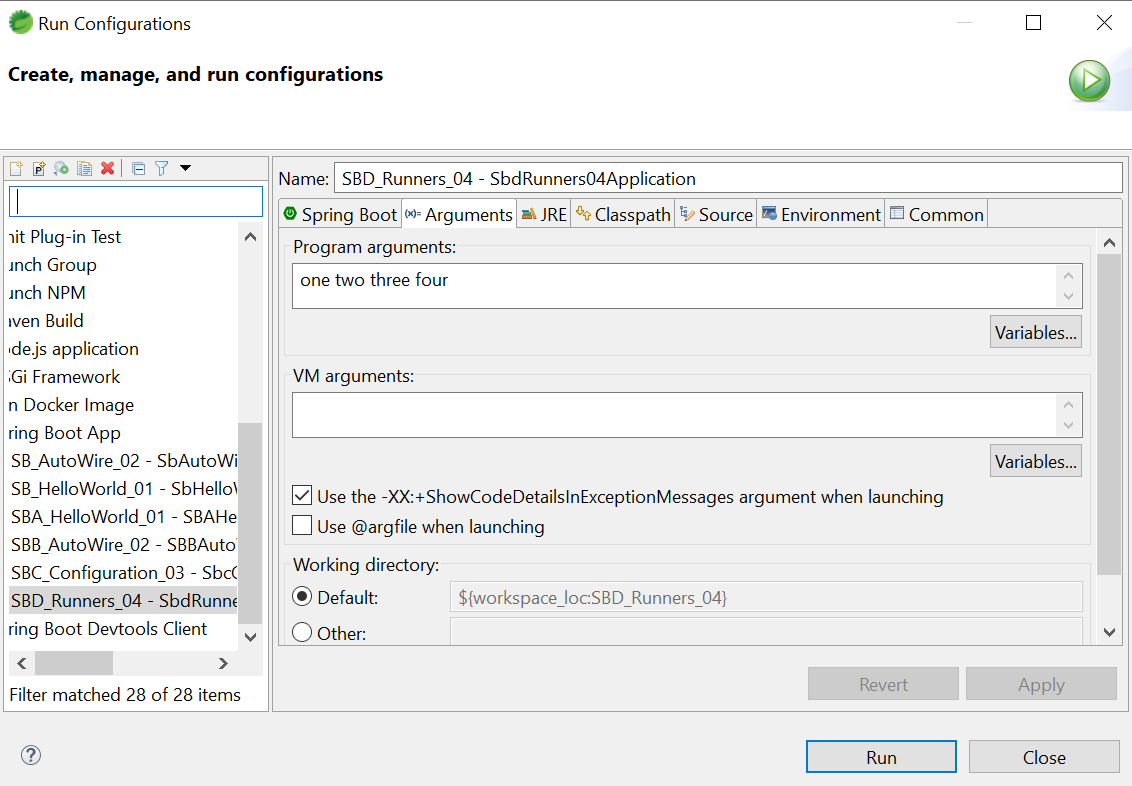 Run Configurations
Create, manage, and run configurations
Name: SBD_Runners_04 - SbdRunners04Application
Spring Boot (x)= Arguments JRE Classpath Source Environment Common
nit Plug-in Test
unch Group
unch NPM
aven Build
de.js application
Gi Framework
n Docker Image
ring Boot App
SB_AutoWire_02 - SbAutoWi
SB_HelloWorld_01 - SbHello
SBA_HelloWorld_01 - SBAHe
SBB_AutoWire_02 - SBBAuto
SBC_Configuration_03 - Sbc
SBD_Runners_04 - SbdRunne
ring Boot Devtools Client
Filter matched 28 of 28 items
Program arguments:
one two three four
Variables...
VM arguments:
Variables...
Use the -XX:+ShowCodeDetailsInExceptionMessages argument when launching
Use @argfile when launching
Working directory:
Default: ${workspace_loc:SBD_Runners_04}
Other:
Revert Apply
? Run Close